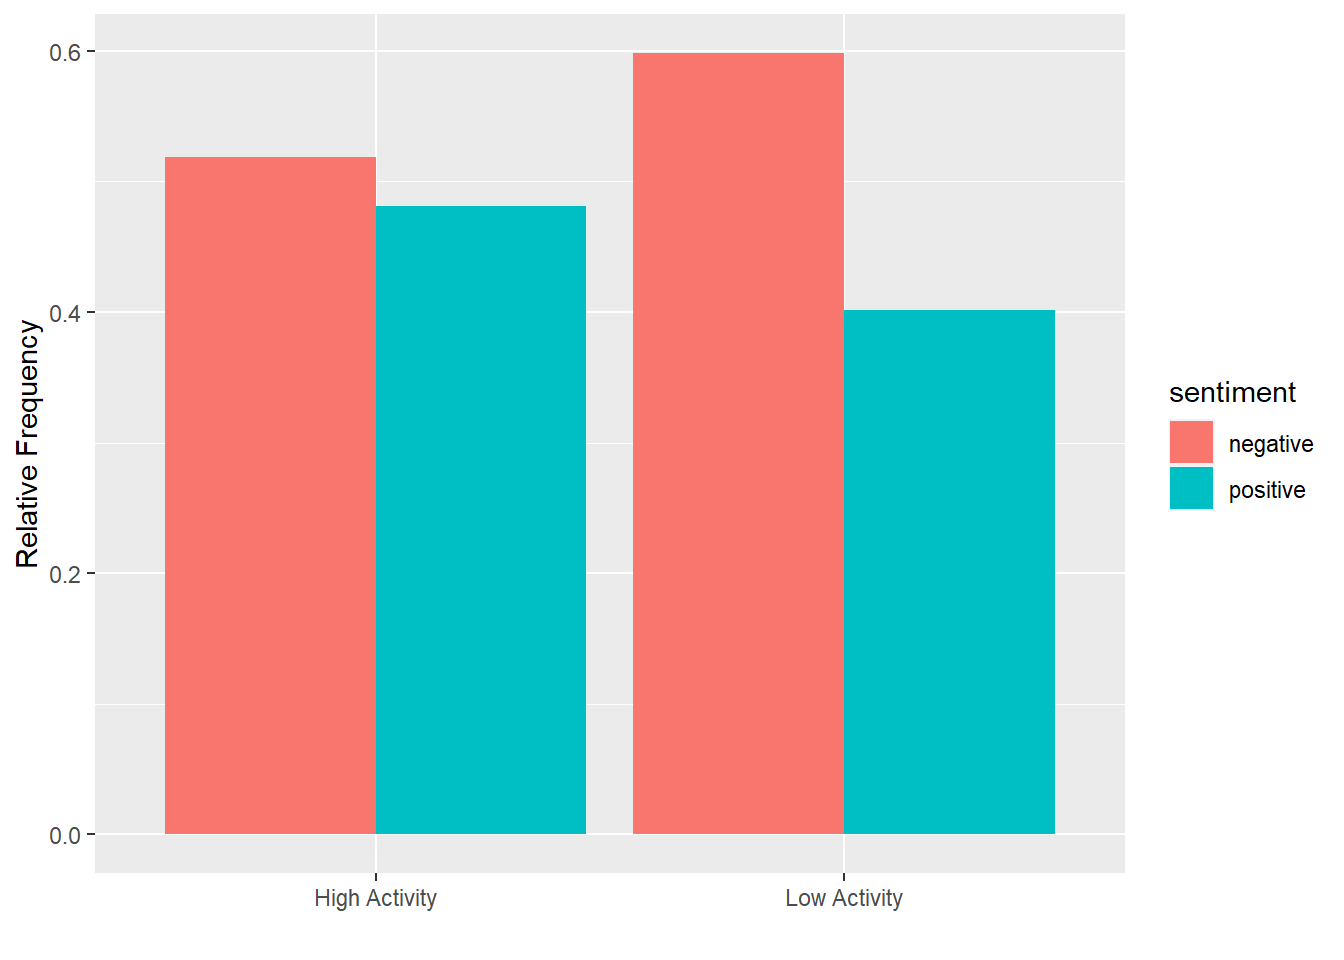 Relative Frequency
0.6
0.4
0.2
0.0
High Activity
Low Activity
sentiment
negative
positive